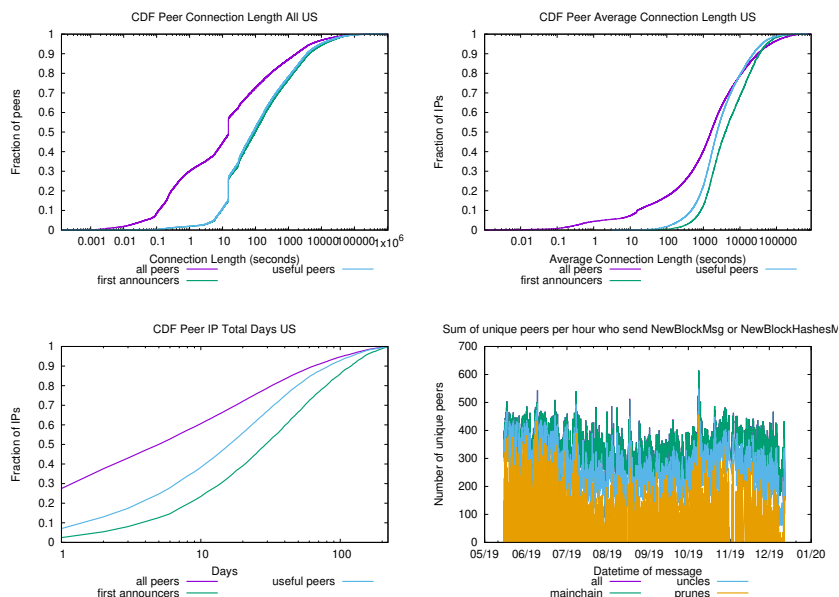 CDF Peer Connection Length All US
1
0.9
0.8
0.7
0.6
0.5
0.4
0.3
0.2
0.1
0
Fraction of peers
0.001 0.01 0.1 1 10 100 1000 10000 100000 1x10^6
Connection Length (seconds)
all peers useful peers
first announcers
CDF Peer Average Connection Length US
1
0.9
0.8
0.7
0.6
0.5
0.4
0.3
0.2
0.1
0
Fraction of IPs
0.001 0.01 0.1 1 10 100 1000 10000 100000
Average Connection Length (seconds)
all peers useful peers
first announcers
CDF Peer IP Total Days US
1
0.9
0.8
0.7
0.6
0.5
0.4
0.3
0.2
0.1
0
Fraction of IPs
1 10 100
Days
all peers useful peers
first announcers
Sum of unique peers per hour who send NewBlockMsg or NewBlockHashesM
700
600
500
400
300
200
100
0
Number of unique peers
05/19 06/19 07/19 08/19 09/19 10/19 11/19 12/19 01/20
Datetime of message
all uncles
mainchain prunes